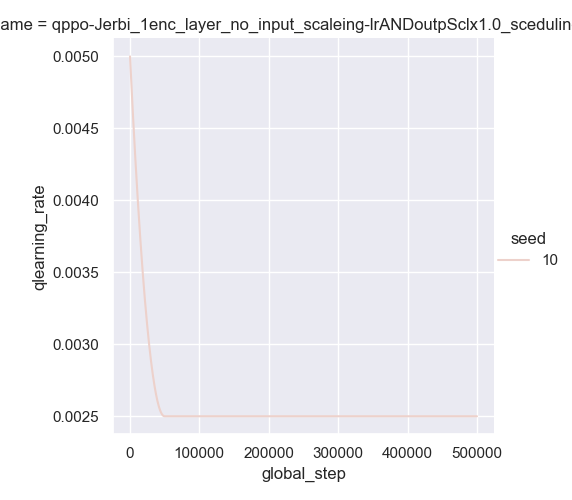 ame = qppo-Jerbi_1enc_layer_no_input_scaleing-lrANDoutpSclx1.0_scedulin
0.0050
0.0045
0.0040
0.0035
0.0030
0.0025
qlearning_rate
0 100000 200000 300000 400000 500000
global_step
seed
10